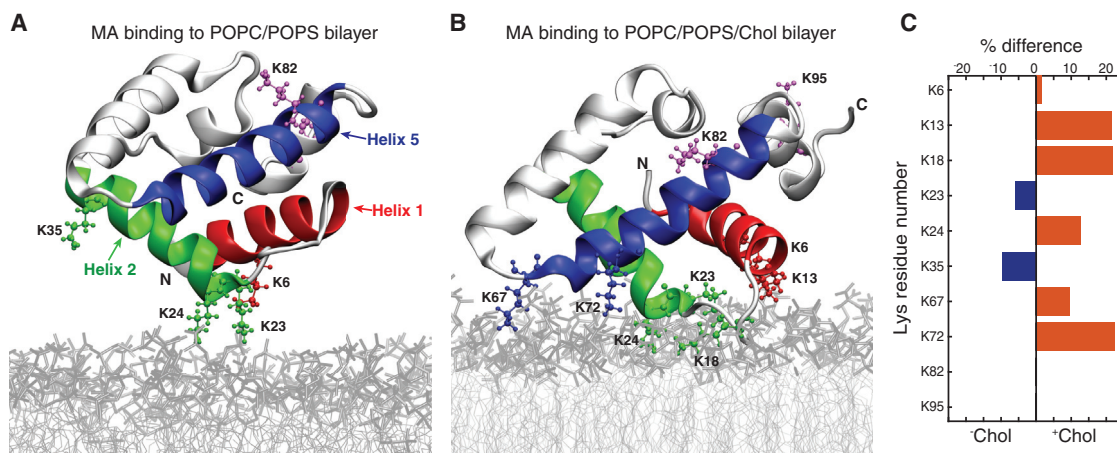 A
MA binding to POPC/POPS bilayer
K82
Helix 5
C
Helix 1
K35
Helix 2
N
K6
K24
K23
B
MA binding to POPC/POPS/Chol bilayer
K95
C
K82
N
K6
K23
K13
K67
K72
K24
K18
C
% difference
-20 -10 0 10 20
Lys residue number
K6
K13
K18
K23
K24
K35
K67
K72
K82
K95
-Chol +Chol